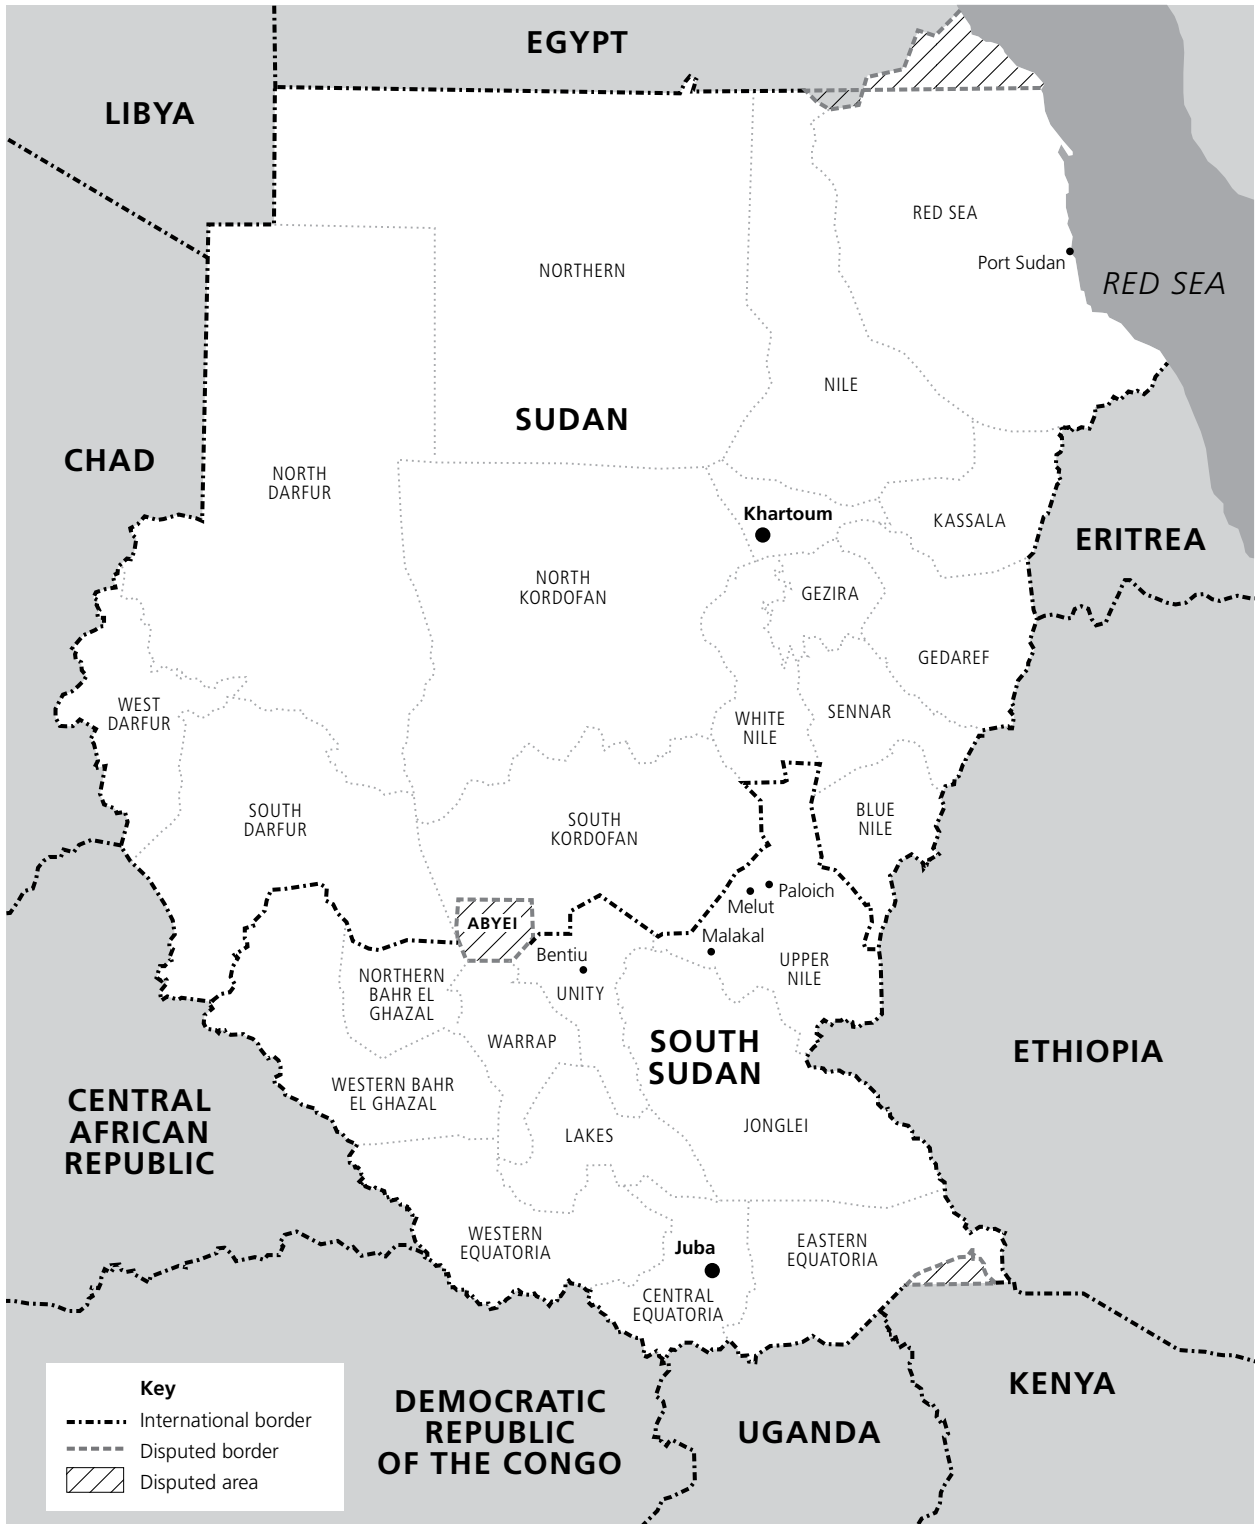 EGYPT
LIBYA
RED SEA
Port Sudan
RED SEA
NORTHERN
NILE
SUDAN
CHAD
NORTH
DARFUR
Khartoum
KASSALA
ERITREA
NORTH
KORDOFAN
GEZIRA
GEDAREF
WEST
DARFUR
WHITE
NILE
SENNAR
SOUTH
DARFUR
SOUTH
KORDOFAN
BLUE
NILE
Paloich
Melut
ABYEI
Malakal
Bentiu
UPPER
NILE
NORTHERN
BAHR EL
GHAZAL
UNITY
WARRAP
SOUTH
SUDAN
ETHIOPIA
WESTERN BAHR
EL GHAZAL
CENTRAL
AFRICAN
REPUBLIC
LAKES
JONGLEI
WESTERN
EQUATORIA
Juba
EASTERN
EQUATORIA
CENTRAL
EQUATORIA
KENYA
DEMOCRATIC
REPUBLIC
OF THE CONGO
UGANDA
Key
International border
Disputed border
Disputed area